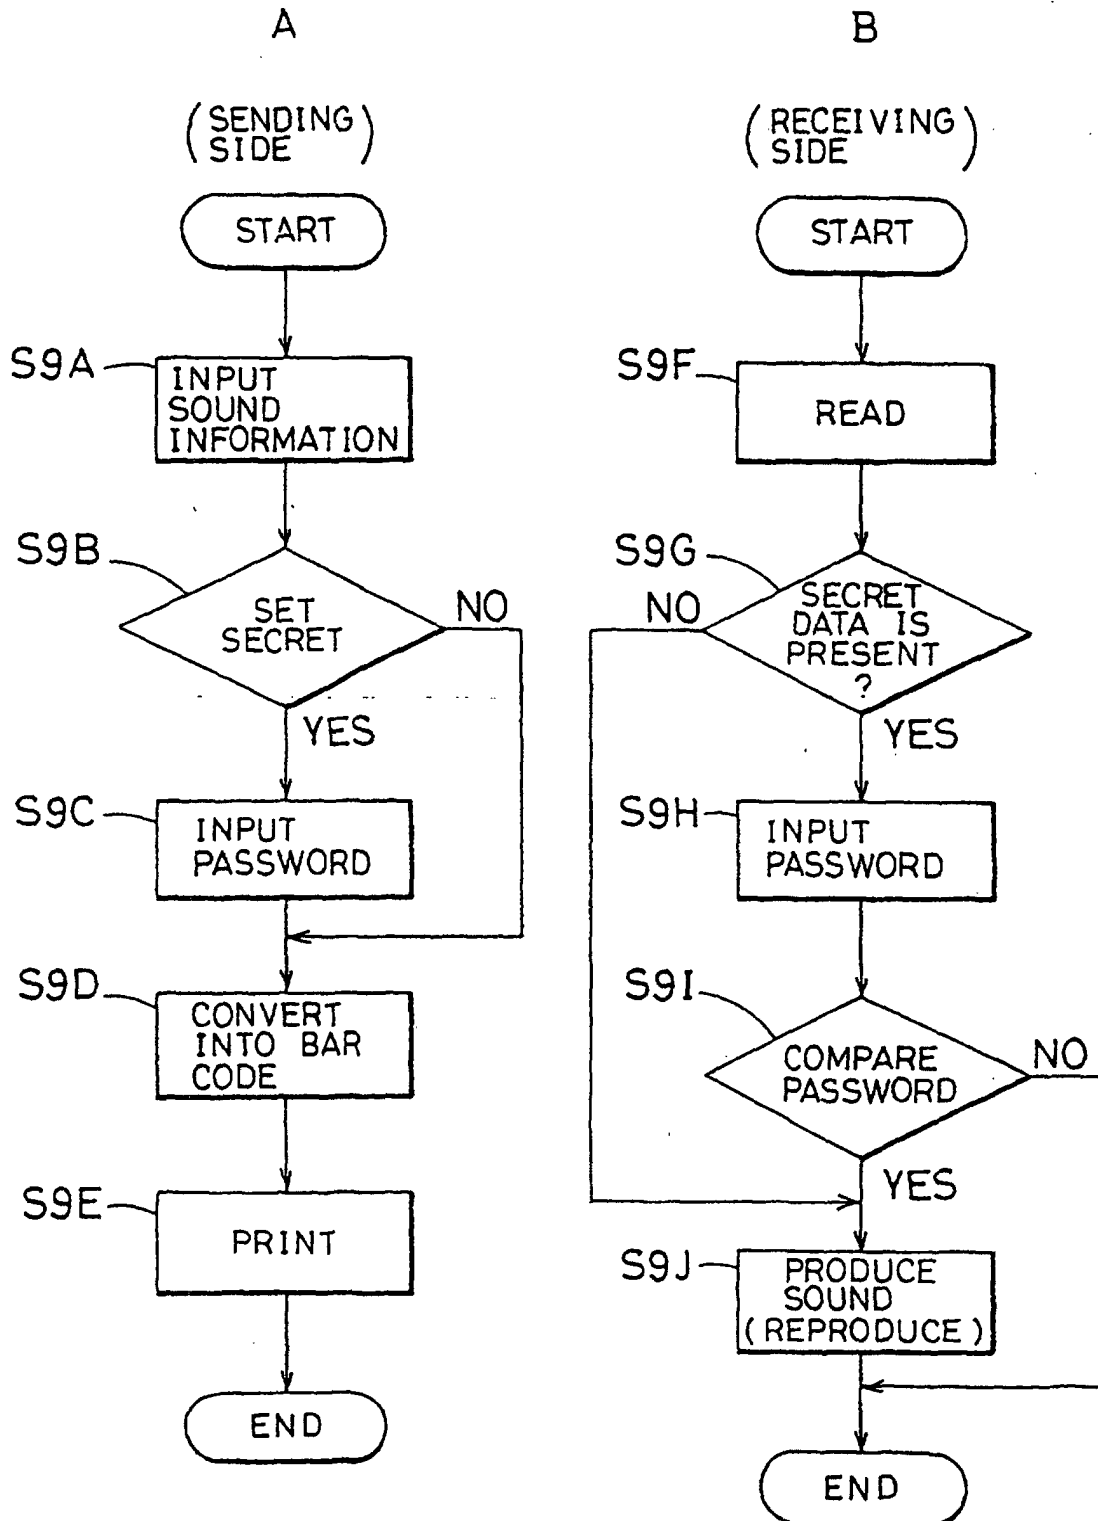 A
(SENDING
SIDE)
START
S9A
INPUT
SOUND
INFORMATION
S9B
SET
SECRET
NO
YES
S9C
INPUT
PASSWORD
S9D
CONVERT
INTO BAR
CODE
S9E
PRINT
END
B
(RECEIVING
SIDE)
START
S9F
READ
S9G
SECRET
DATA IS
PRESENT
?
NO
YES
S9H
INPUT
PASSWORD
S9I
COMPARE
PASSWORD
NO
YES
S9J
PRODUCE
SOUND
(REPRODUCE)
END